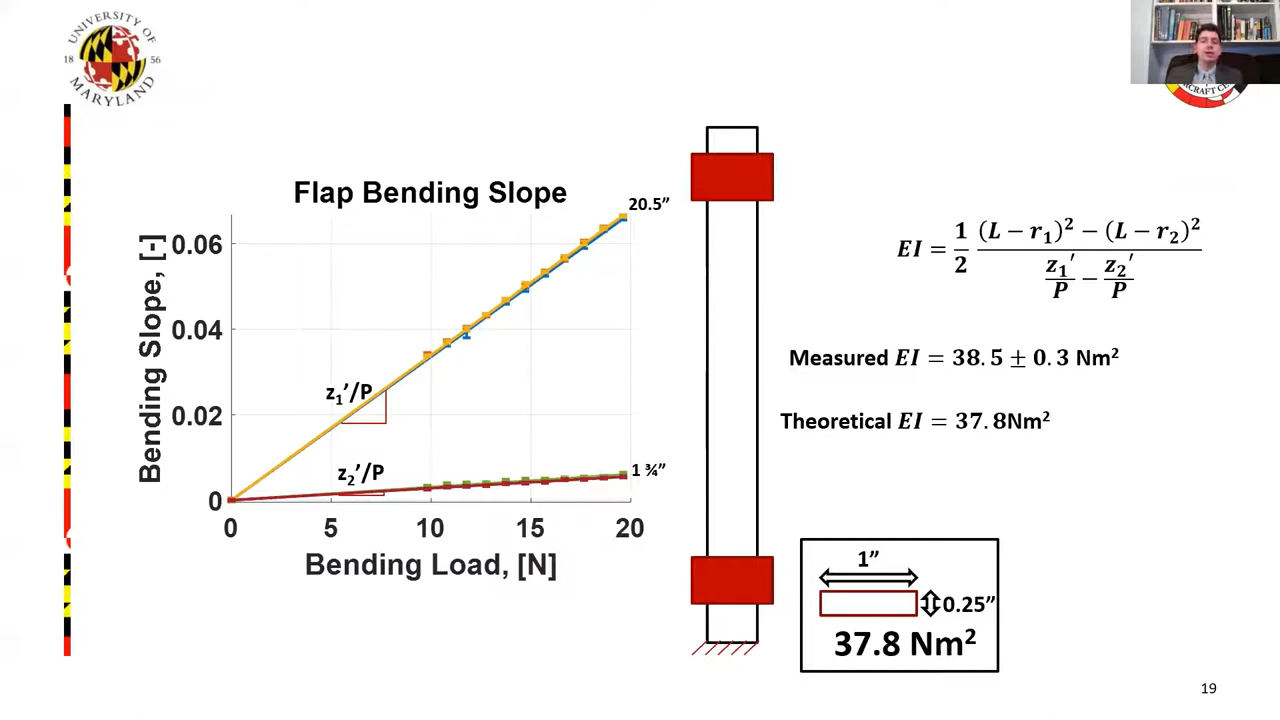 UNIVERSITY OF
18 56
MARYLAND
RCRAFT CE
Flap Bending Slope
20.5”
0.06
0.04
0.02
0
Bending Slope, [-]
z₁’/P
z₂’/P
1 ¾”
0 5 10 15 20
Bending Load, [N]
EI = 1/2 ((L − r₁)² − (L − r₂)²) / (z₁′/P − z₂′/P)
Measured EI = 38.5 ± 0.3 Nm²
Theoretical EI = 37.8Nm²
1”
0.25”
37.8 Nm²
19